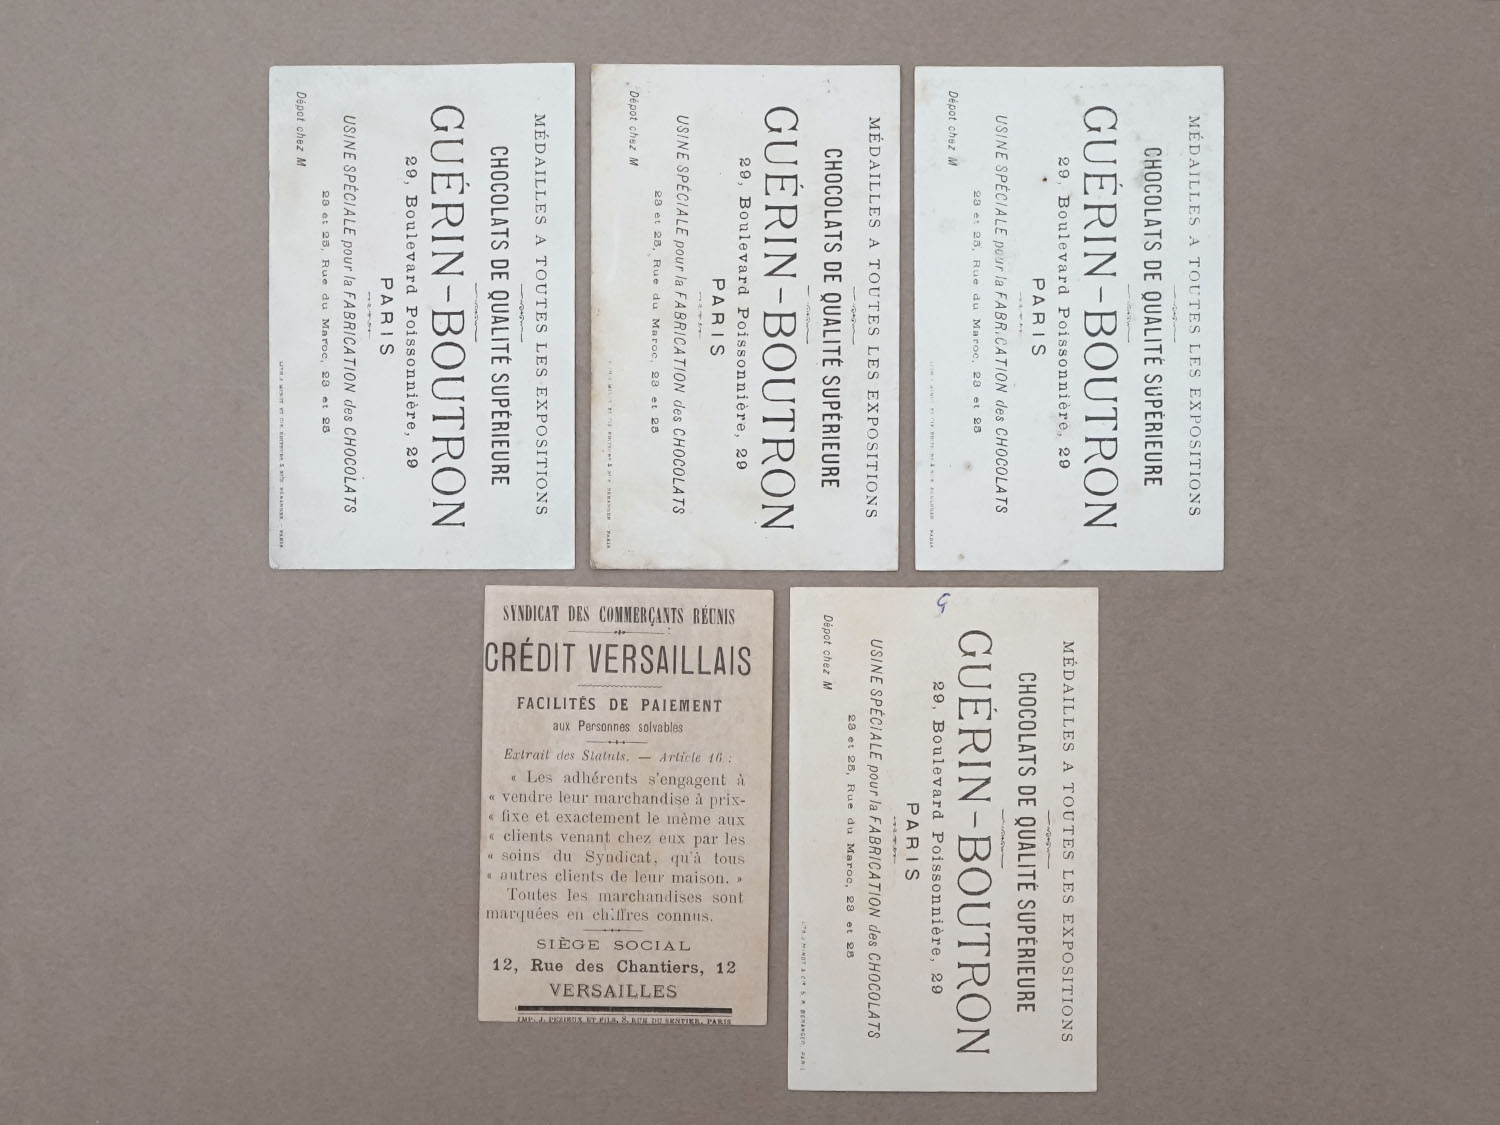 MÉDAILLES A TOUTES LES EXPOSITIONS
CHOCOLATS DE QUALITÉ SUPÉRIEURE
GUÉRIN-BOUTRON
29, Boulevard Poissonnière, 29
PARIS
USINE SPÉCIALE pour la FABRICATION des CHOCOLATS
23 et 25, Rue du Maroc, 23 et 25
Dépot chez M
MÉDAILLES A TOUTES LES EXPOSITIONS
CHOCOLATS DE QUALITÉ SUPÉRIEURE
GUÉRIN-BOUTRON
29, Boulevard Poissonnière, 29
PARIS
USINE SPÉCIALE pour la FABRICATION des CHOCOLATS
23 et 25, Rue du Maroc, 23 et 25
Dépot chez M
MÉDAILLES A TOUTES LES EXPOSITIONS
CHOCOLATS DE QUALITÉ SUPÉRIEURE
GUÉRIN-BOUTRON
29, Boulevard Poissonnière, 29
PARIS
USINE SPÉCIALE pour la FABRICATION des CHOCOLATS
23 et 25, Rue du Maroc, 23 et 25
Dépot chez M
SYNDICAT DES COMMERÇANTS RÉUNIS
CRÉDIT VERSAILLAIS
FACILITÉS DE PAIEMENT
aux Personnes solvables
Extrait des Statuts. — Article 16 :
« Les adhérents s'engagent à
« vendre leur marchandise à prix-
« fixe et exactement le même aux
« clients venant chez eux par les
« soins du Syndicat, qu'à tous
« autres clients de leur maison. »
Toutes les marchandises sont
marquées en chiffres connus.
SIÈGE SOCIAL
12, Rue des Chantiers, 12
VERSAILLES
IMP. J. PEZIEUX ET FILS, 8, RUE DU SENTIER, PARIS
MÉDAILLES A TOUTES LES EXPOSITIONS
CHOCOLATS DE QUALITÉ SUPÉRIEURE
GUÉRIN-BOUTRON
29, Boulevard Poissonnière, 29
PARIS
USINE SPÉCIALE pour la FABRICATION des CHOCOLATS
23 et 25, Rue du Maroc, 23 et 25
Dépot chez M